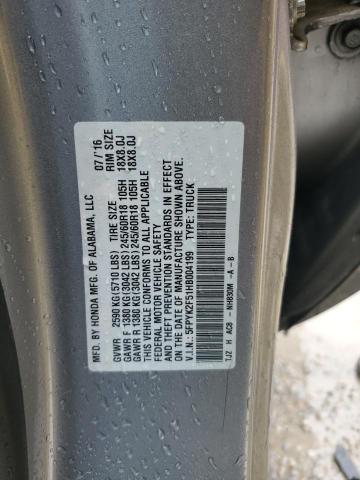 MFD. BY HONDA MFG. OF ALABAMA, LLC 07/'16
TIRE SIZE RIM SIZE
GVWR 2590 KG(5710 LBS)
GAWR F 1380 KG(3042 LBS) 245/60R18 105H 18X8.0J
GAWR R 1380 KG(3042 LBS) 245/60R18 105H 18X8.0J
THIS VEHICLE CONFORMS TO ALL APPLICABLE
FEDERAL MOTOR VEHICLE SAFETY
AND THEFT PREVENTION STANDARDS IN EFFECT
ON THE DATE OF MANUFACTURE SHOWN ABOVE.
V.I.N.: 5FPYK2F51HB004199 TYPE: TRUCK
TJZ H AC8 - NH830M -A -B